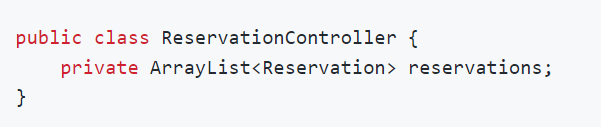 public class ReservationController {
    private ArrayList<Reservation> reservations;
}